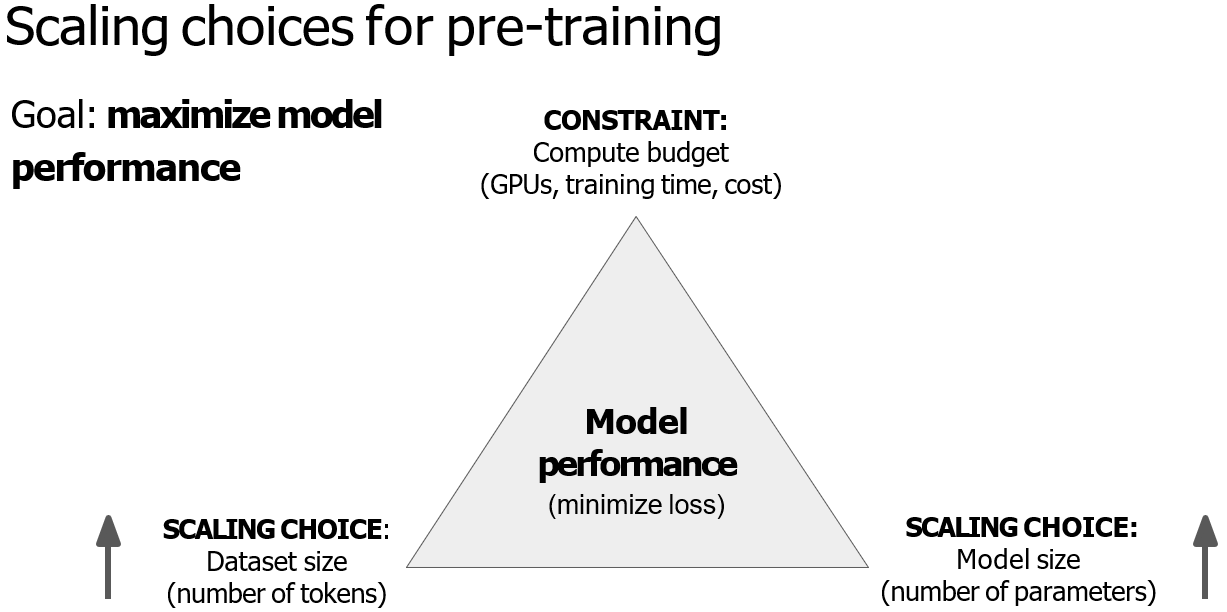 Scaling choices for pre-training
Goal: maximize model
performance
CONSTRAINT:
Compute budget
(GPUs, training time, cost)
Model
performance
(minimize loss)
SCALING CHOICE:
Dataset size
(number of tokens)
SCALING CHOICE:
Model size
(number of parameters)